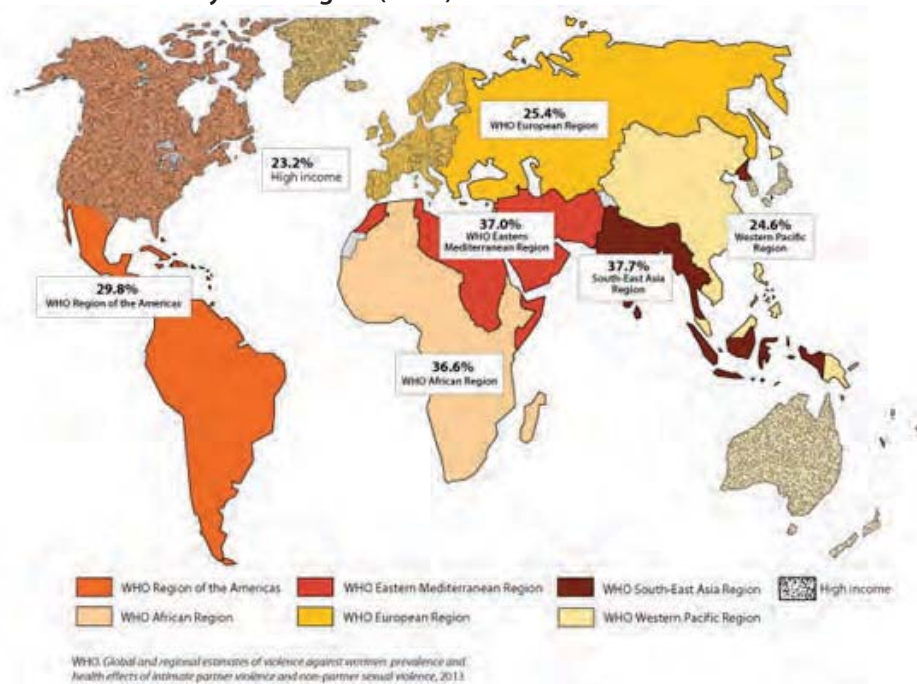 25.4%
WHO European Region
23.2%
High income
37.0%
WHO Eastern
Mediterranean Region
24.6%
Western Pacific
Region
37.7%
South-East Asia
Region
29.8%
WHO Region of the Americas
36.6%
WHO African Region
WHO Region of the Americas
WHO Eastern Mediterranean Region
WHO South-East Asia Region
High income
WHO African Region
WHO European Region
WHO Western Pacific Region
WHO. Global and regional estimates of violence against women: prevalence and
health effects of intimate partner violence and non-partner sexual violence, 2013